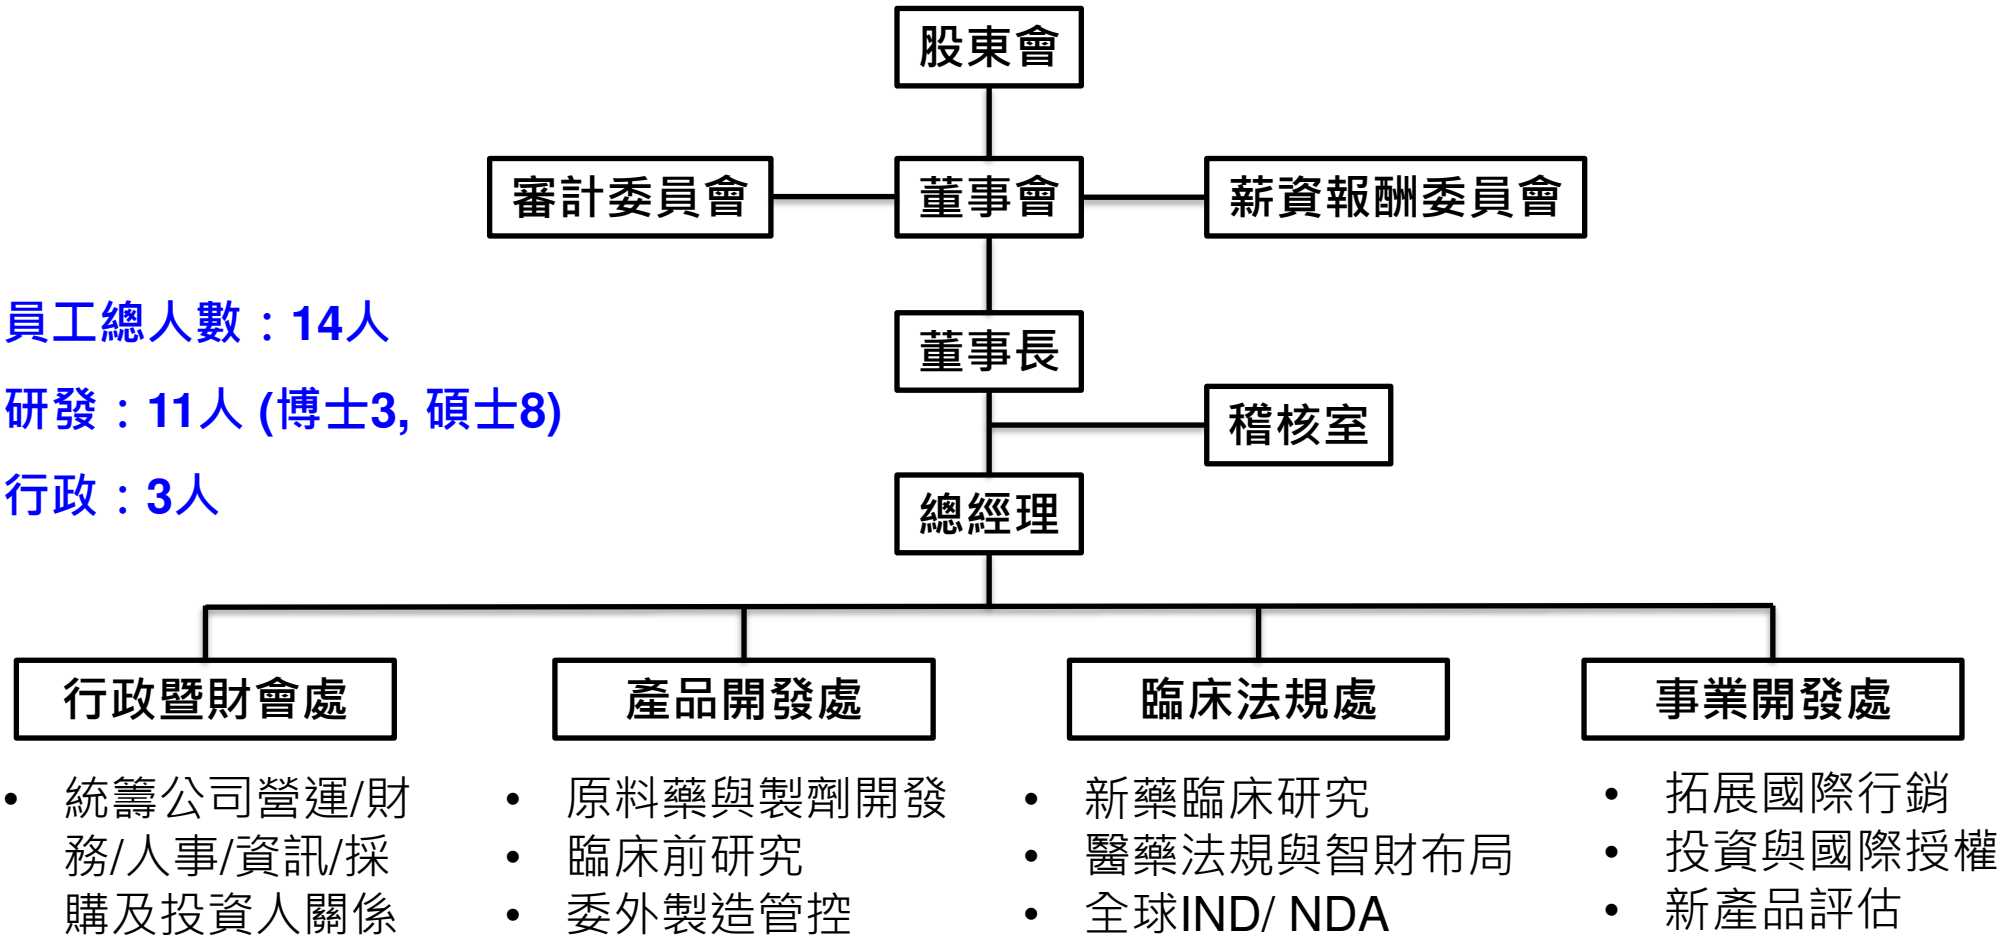 股東會
審計委員會
董事會
薪資報酬委員會
員工總人數：14人
董事長
研發：11人 (博士3, 碩士8)
稽核室
行政：3人
總經理
行政暨財會處
產品開發處
臨床法規處
事業開發處
• 統籌公司營運/財
務/人事/資訊/採
購及投資人關係
• 原料藥與製劑開發
• 臨床前研究
• 委外製造管控
• 新藥臨床研究
• 醫藥法規與智財布局
• 全球IND/ NDA
• 拓展國際行銷
• 投資與國際授權
• 新產品評估